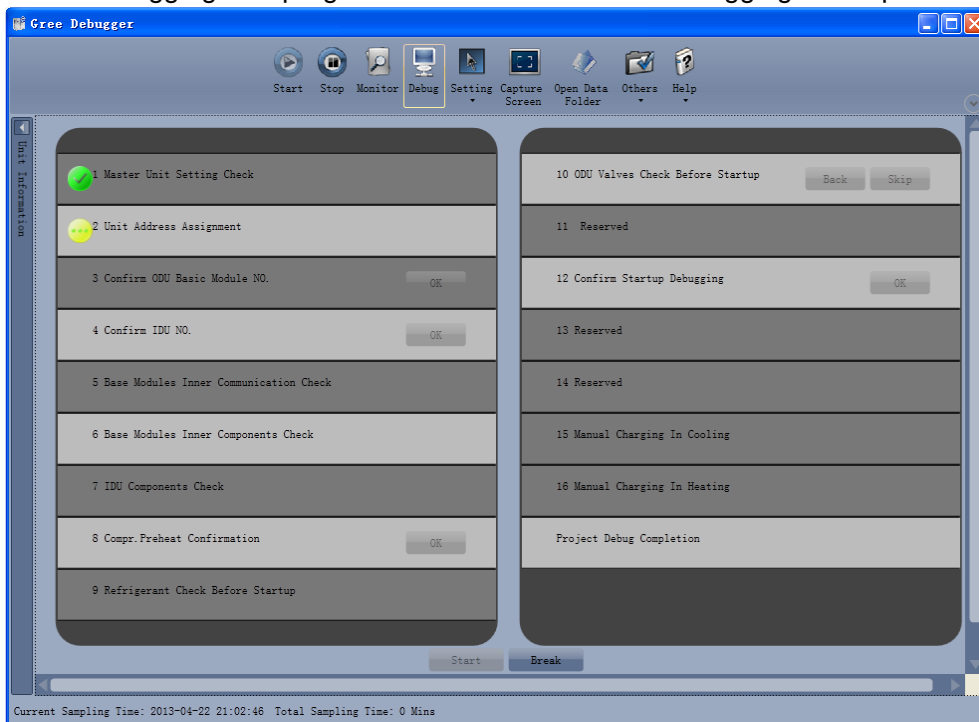 Gree Debugger
Start Stop Monitor Debug Setting Capture Screen Open Data Folder Others Help
Unit Information
1 Master Unit Setting Check
2 Unit Address Assignment
3 Confirm ODU Basic Module NO. OK
4 Confirm IDU NO. OK
5 Base Modules Inner Communication Check
6 Base Modules Inner Components Check
7 IDU Components Check
8 Compr.Preheat Confirmation OK
9 Refrigerant Check Before Startup
10 ODU Valves Check Before Startup Back Skip
11 Reserved
12 Confirm Startup Debugging OK
13 Reserved
14 Reserved
15 Manual Charging In Cooling
16 Manual Charging In Heating
Project Debug Completion
Start Break
Current Sampling Time: 2013-04-22 21:02:46 Total Sampling Time: 0 Mins